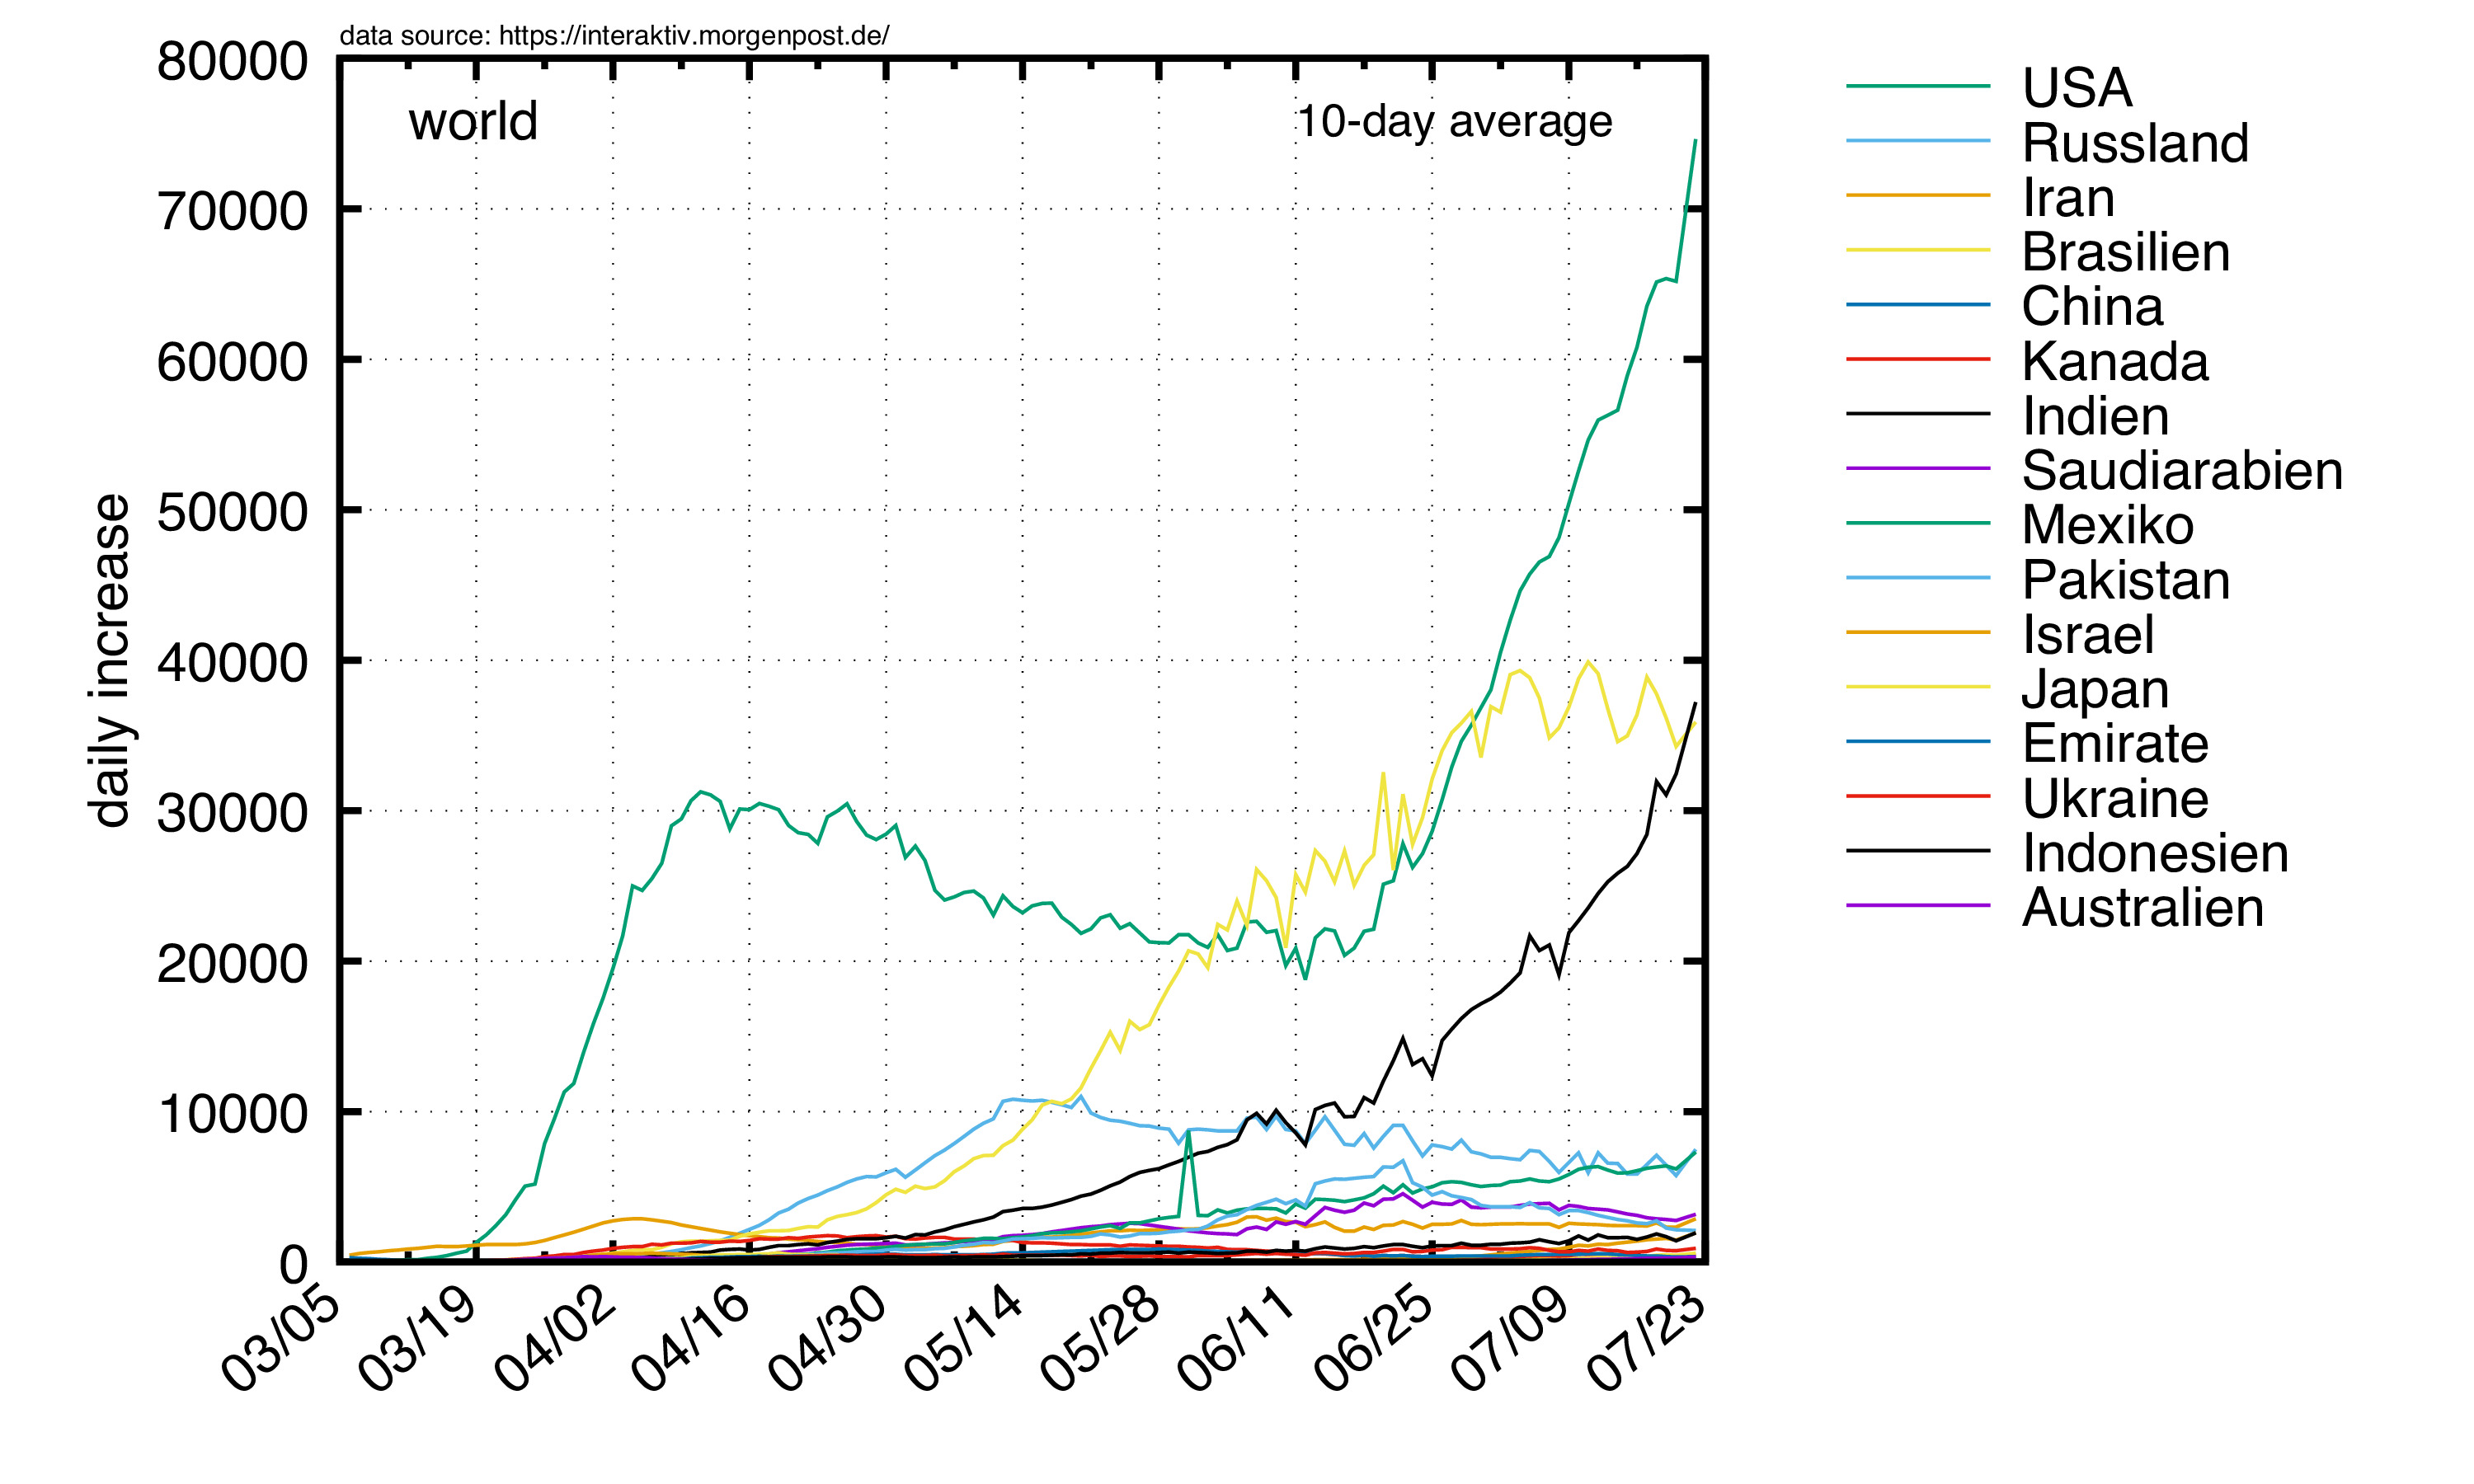 data source: https://interaktiv.morgenpost.de/
80000
70000
60000
50000
40000
30000
20000
10000
0
daily increase
world
10-day average
03/05
03/19
04/02
04/16
04/30
05/14
05/28
06/11
06/25
07/09
07/23
USA
Russland
Iran
Brasilien
China
Kanada
Indien
Saudiarabien
Mexiko
Pakistan
Israel
Japan
Emirate
Ukraine
Indonesien
Australien